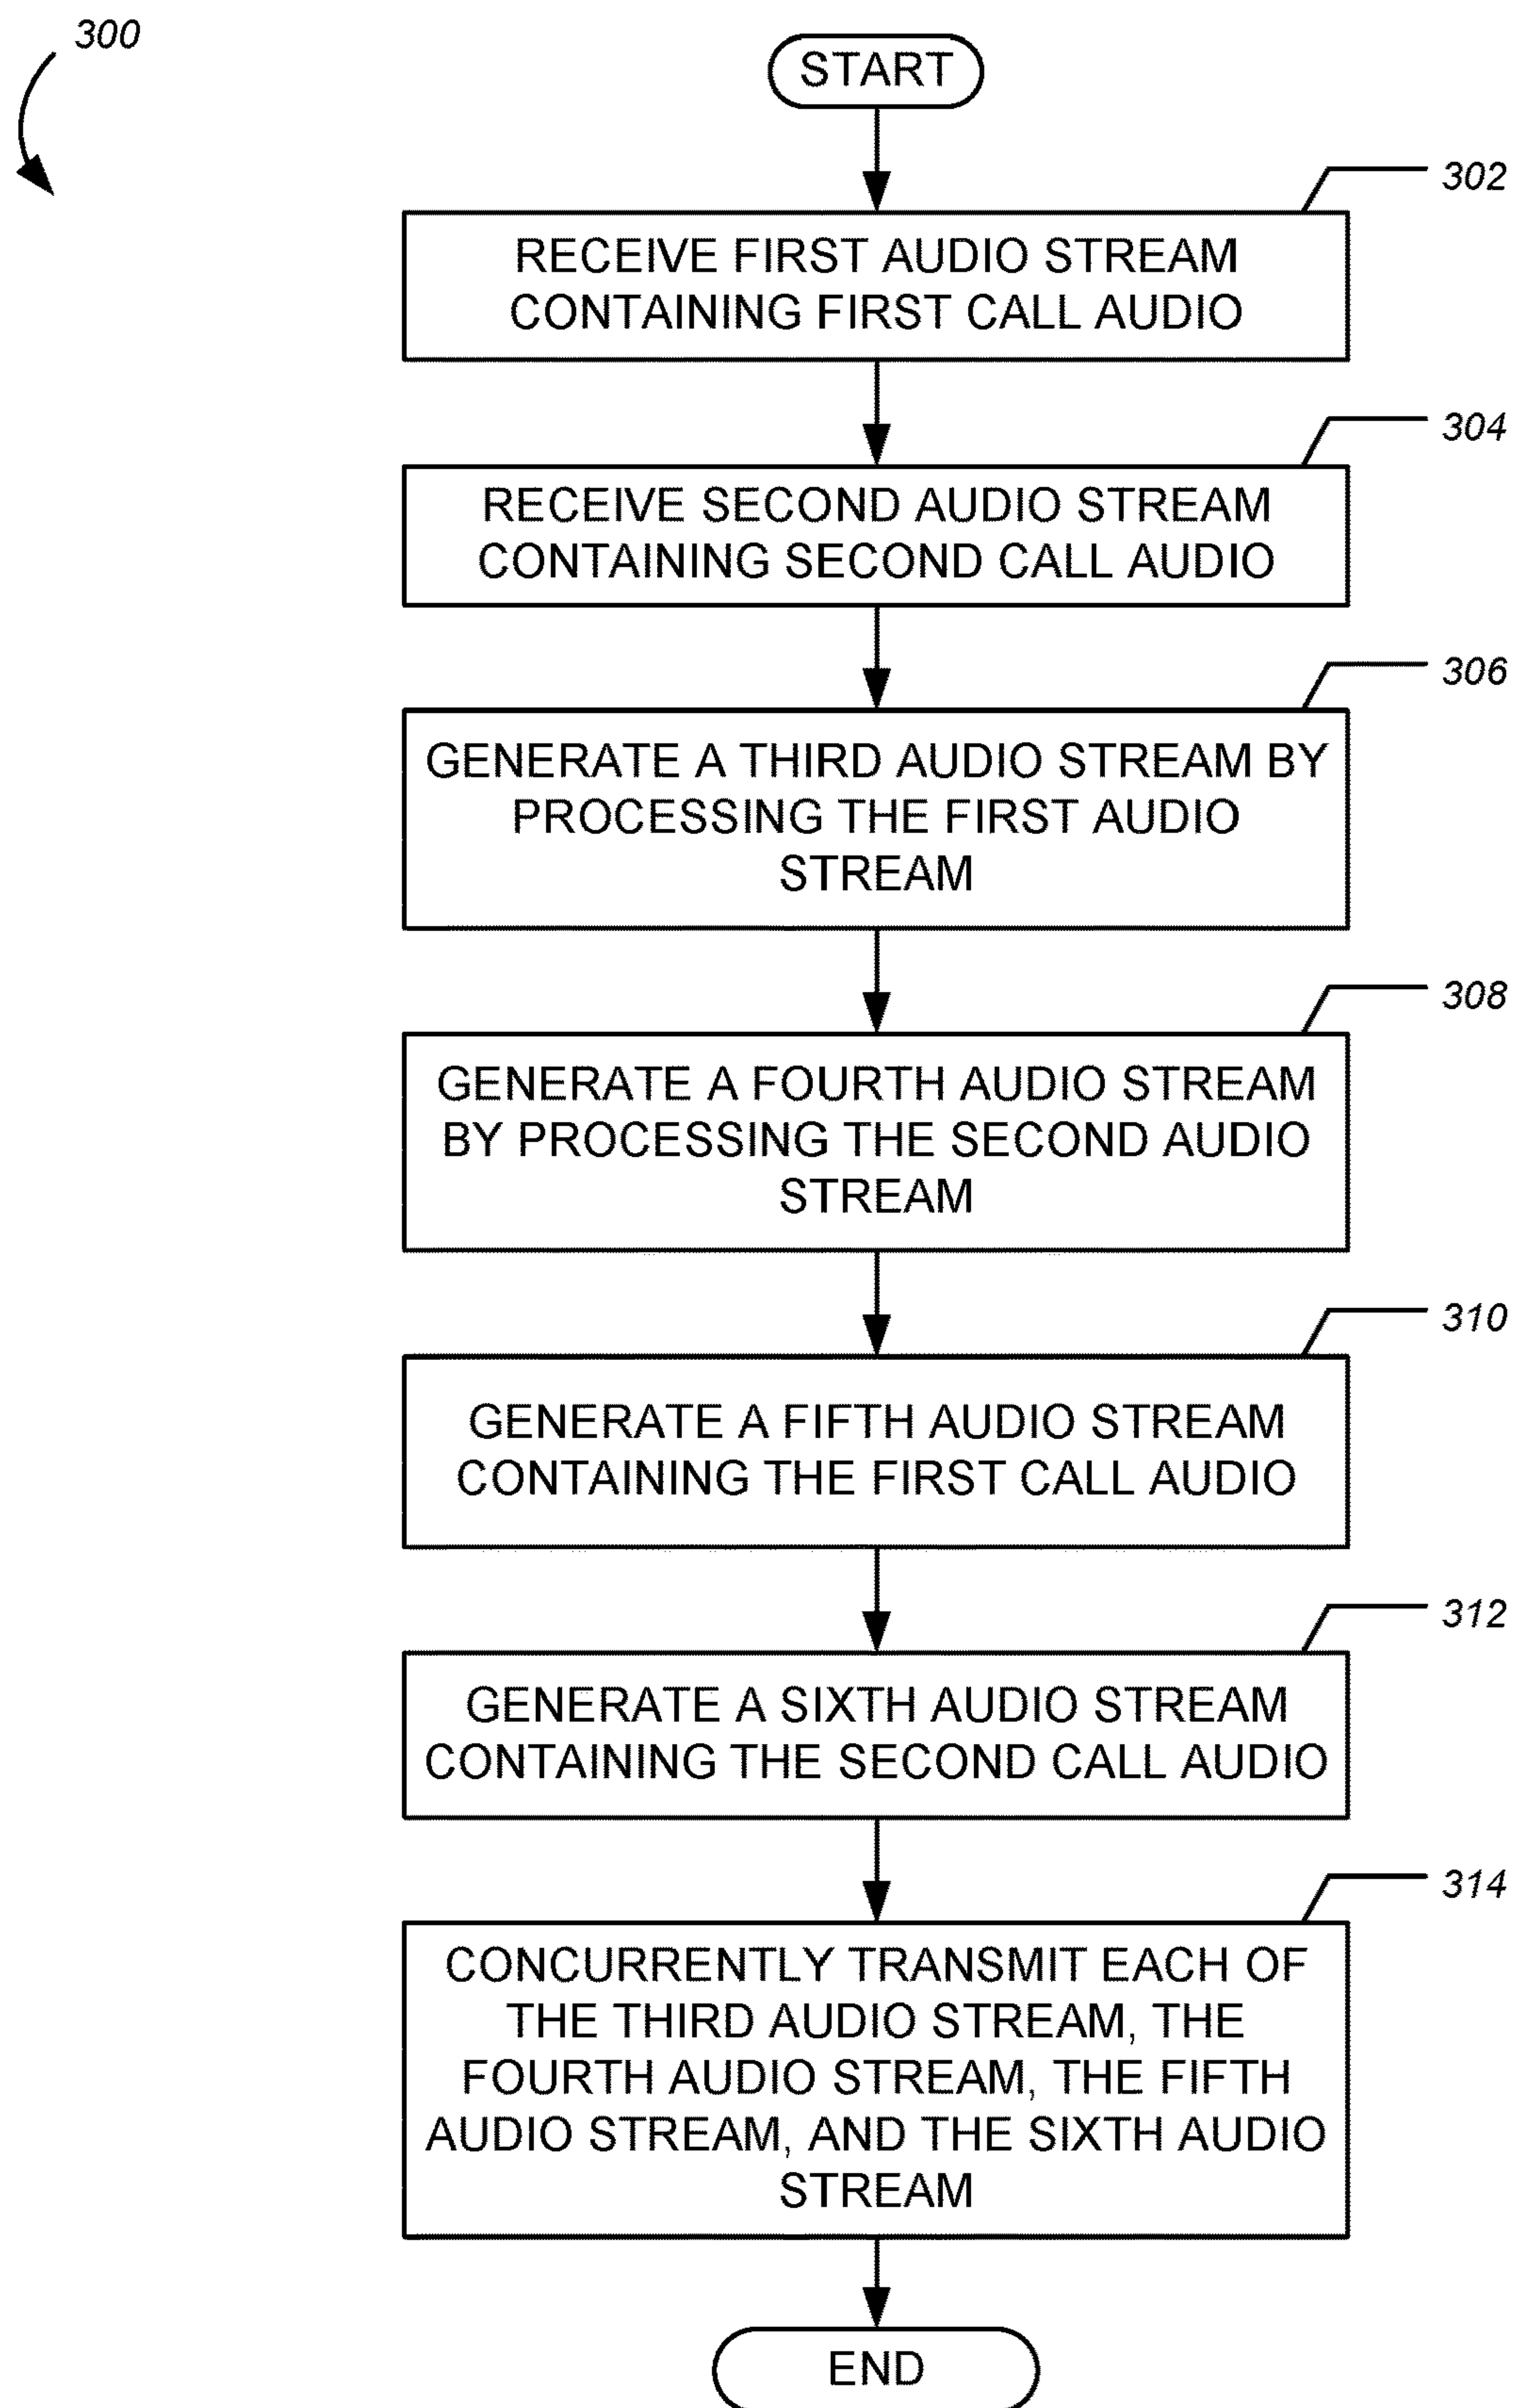 300
START
302
RECEIVE FIRST AUDIO STREAM
CONTAINING FIRST CALL AUDIO
304
RECEIVE SECOND AUDIO STREAM
CONTAINING SECOND CALL AUDIO
306
GENERATE A THIRD AUDIO STREAM BY
PROCESSING THE FIRST AUDIO
STREAM
308
GENERATE A FOURTH AUDIO STREAM
BY PROCESSING THE SECOND AUDIO
STREAM
310
GENERATE A FIFTH AUDIO STREAM
CONTAINING THE FIRST CALL AUDIO
312
GENERATE A SIXTH AUDIO STREAM
CONTAINING THE SECOND CALL AUDIO
314
CONCURRENTLY TRANSMIT EACH OF
THE THIRD AUDIO STREAM, THE
FOURTH AUDIO STREAM, THE FIFTH
AUDIO STREAM, AND THE SIXTH AUDIO
STREAM
END